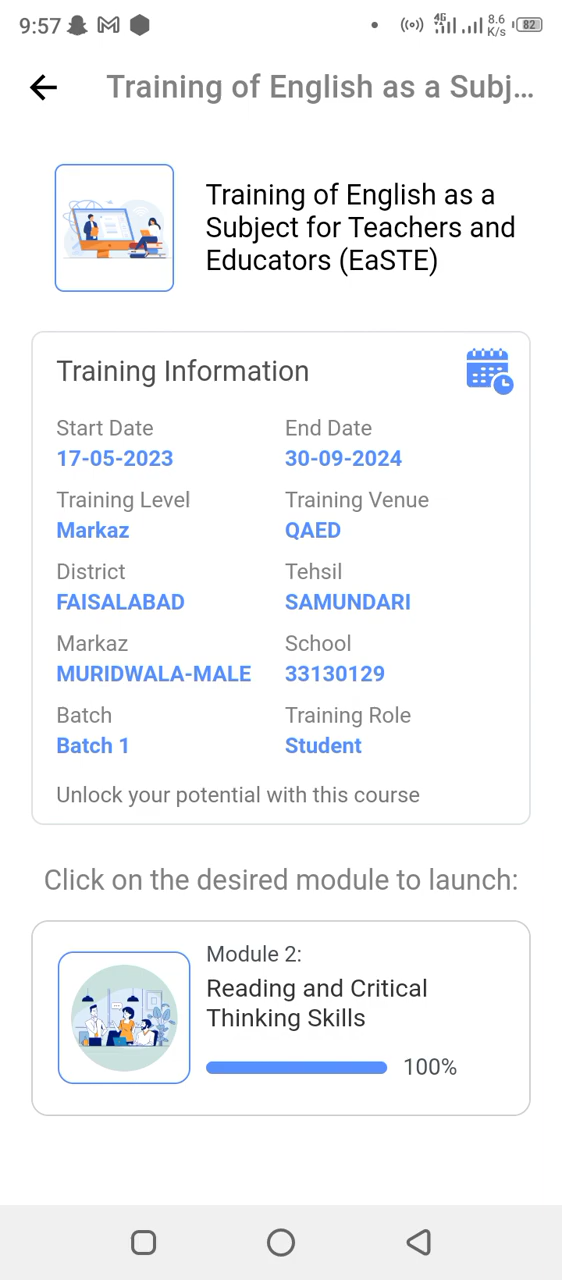 9:57
4G
8.6
K/s
82
Training of English as a Subj...
Training of English as a
Subject for Teachers and
Educators (EaSTE)
Training Information
Start Date End Date
17-05-2023 30-09-2024
Training Level Training Venue
Markaz QAED
District Tehsil
FAISALABAD SAMUNDARI
Markaz School
MURIDWALA-MALE 33130129
Batch Training Role
Batch 1 Student
Unlock your potential with this course
Click on the desired module to launch:
Module 2:
Reading and Critical
Thinking Skills
100%